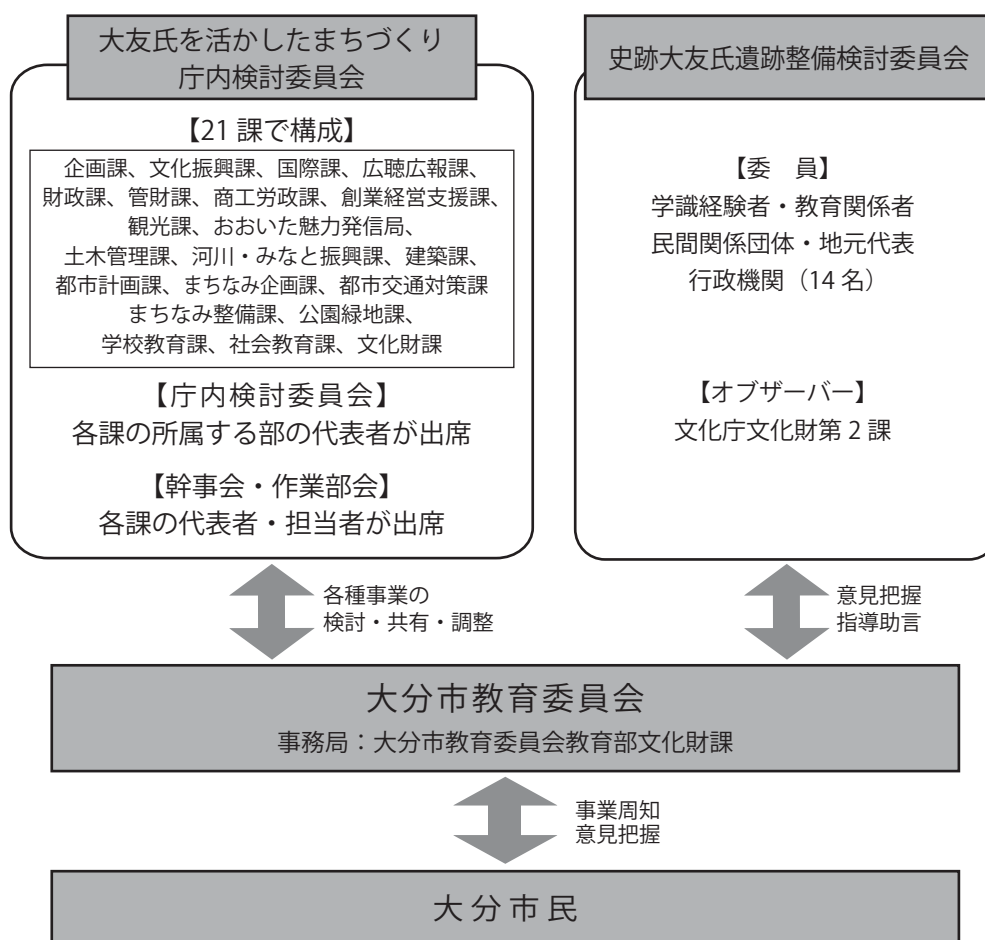 大友氏を活かしたまちづくり
庁内検討委員会
【21 課で構成】
企画課、文化振興課、国際課、広聴広報課、
財政課、管財課、商工労政課、創業経営支援課、
観光課、おおいた魅力発信局、
土木管理課、河川・みなと振興課、建築課、
都市計画課、まちなみ企画課、都市交通対策課
まちなみ整備課、公園緑地課、
学校教育課、社会教育課、文化財課
【庁内検討委員会】
各課の所属する部の代表者が出席
【幹事会・作業部会】
各課の代表者・担当者が出席
史跡大友氏遺跡整備検討委員会
【委　員】
学識経験者・教育関係者
民間関係団体・地元代表
行政機関（14 名）
【オブザーバー】
文化庁文化財第 2 課
各種事業の
検討・共有・調整
意見把握
指導助言
大分市教育委員会
事務局：大分市教育委員会教育部文化財課
事業周知
意見把握
大分市民